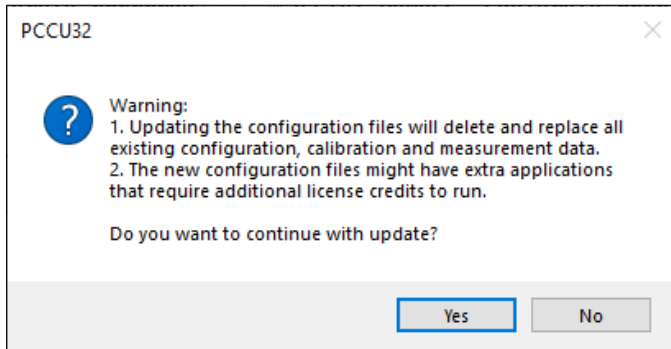 PCCU32
Warning:
1. Updating the configuration files will delete and replace all
existing configuration, calibration and measurement data.
2. The new configuration files might have extra applications
that require additional license credits to run.
Do you want to continue with update?
Yes
No